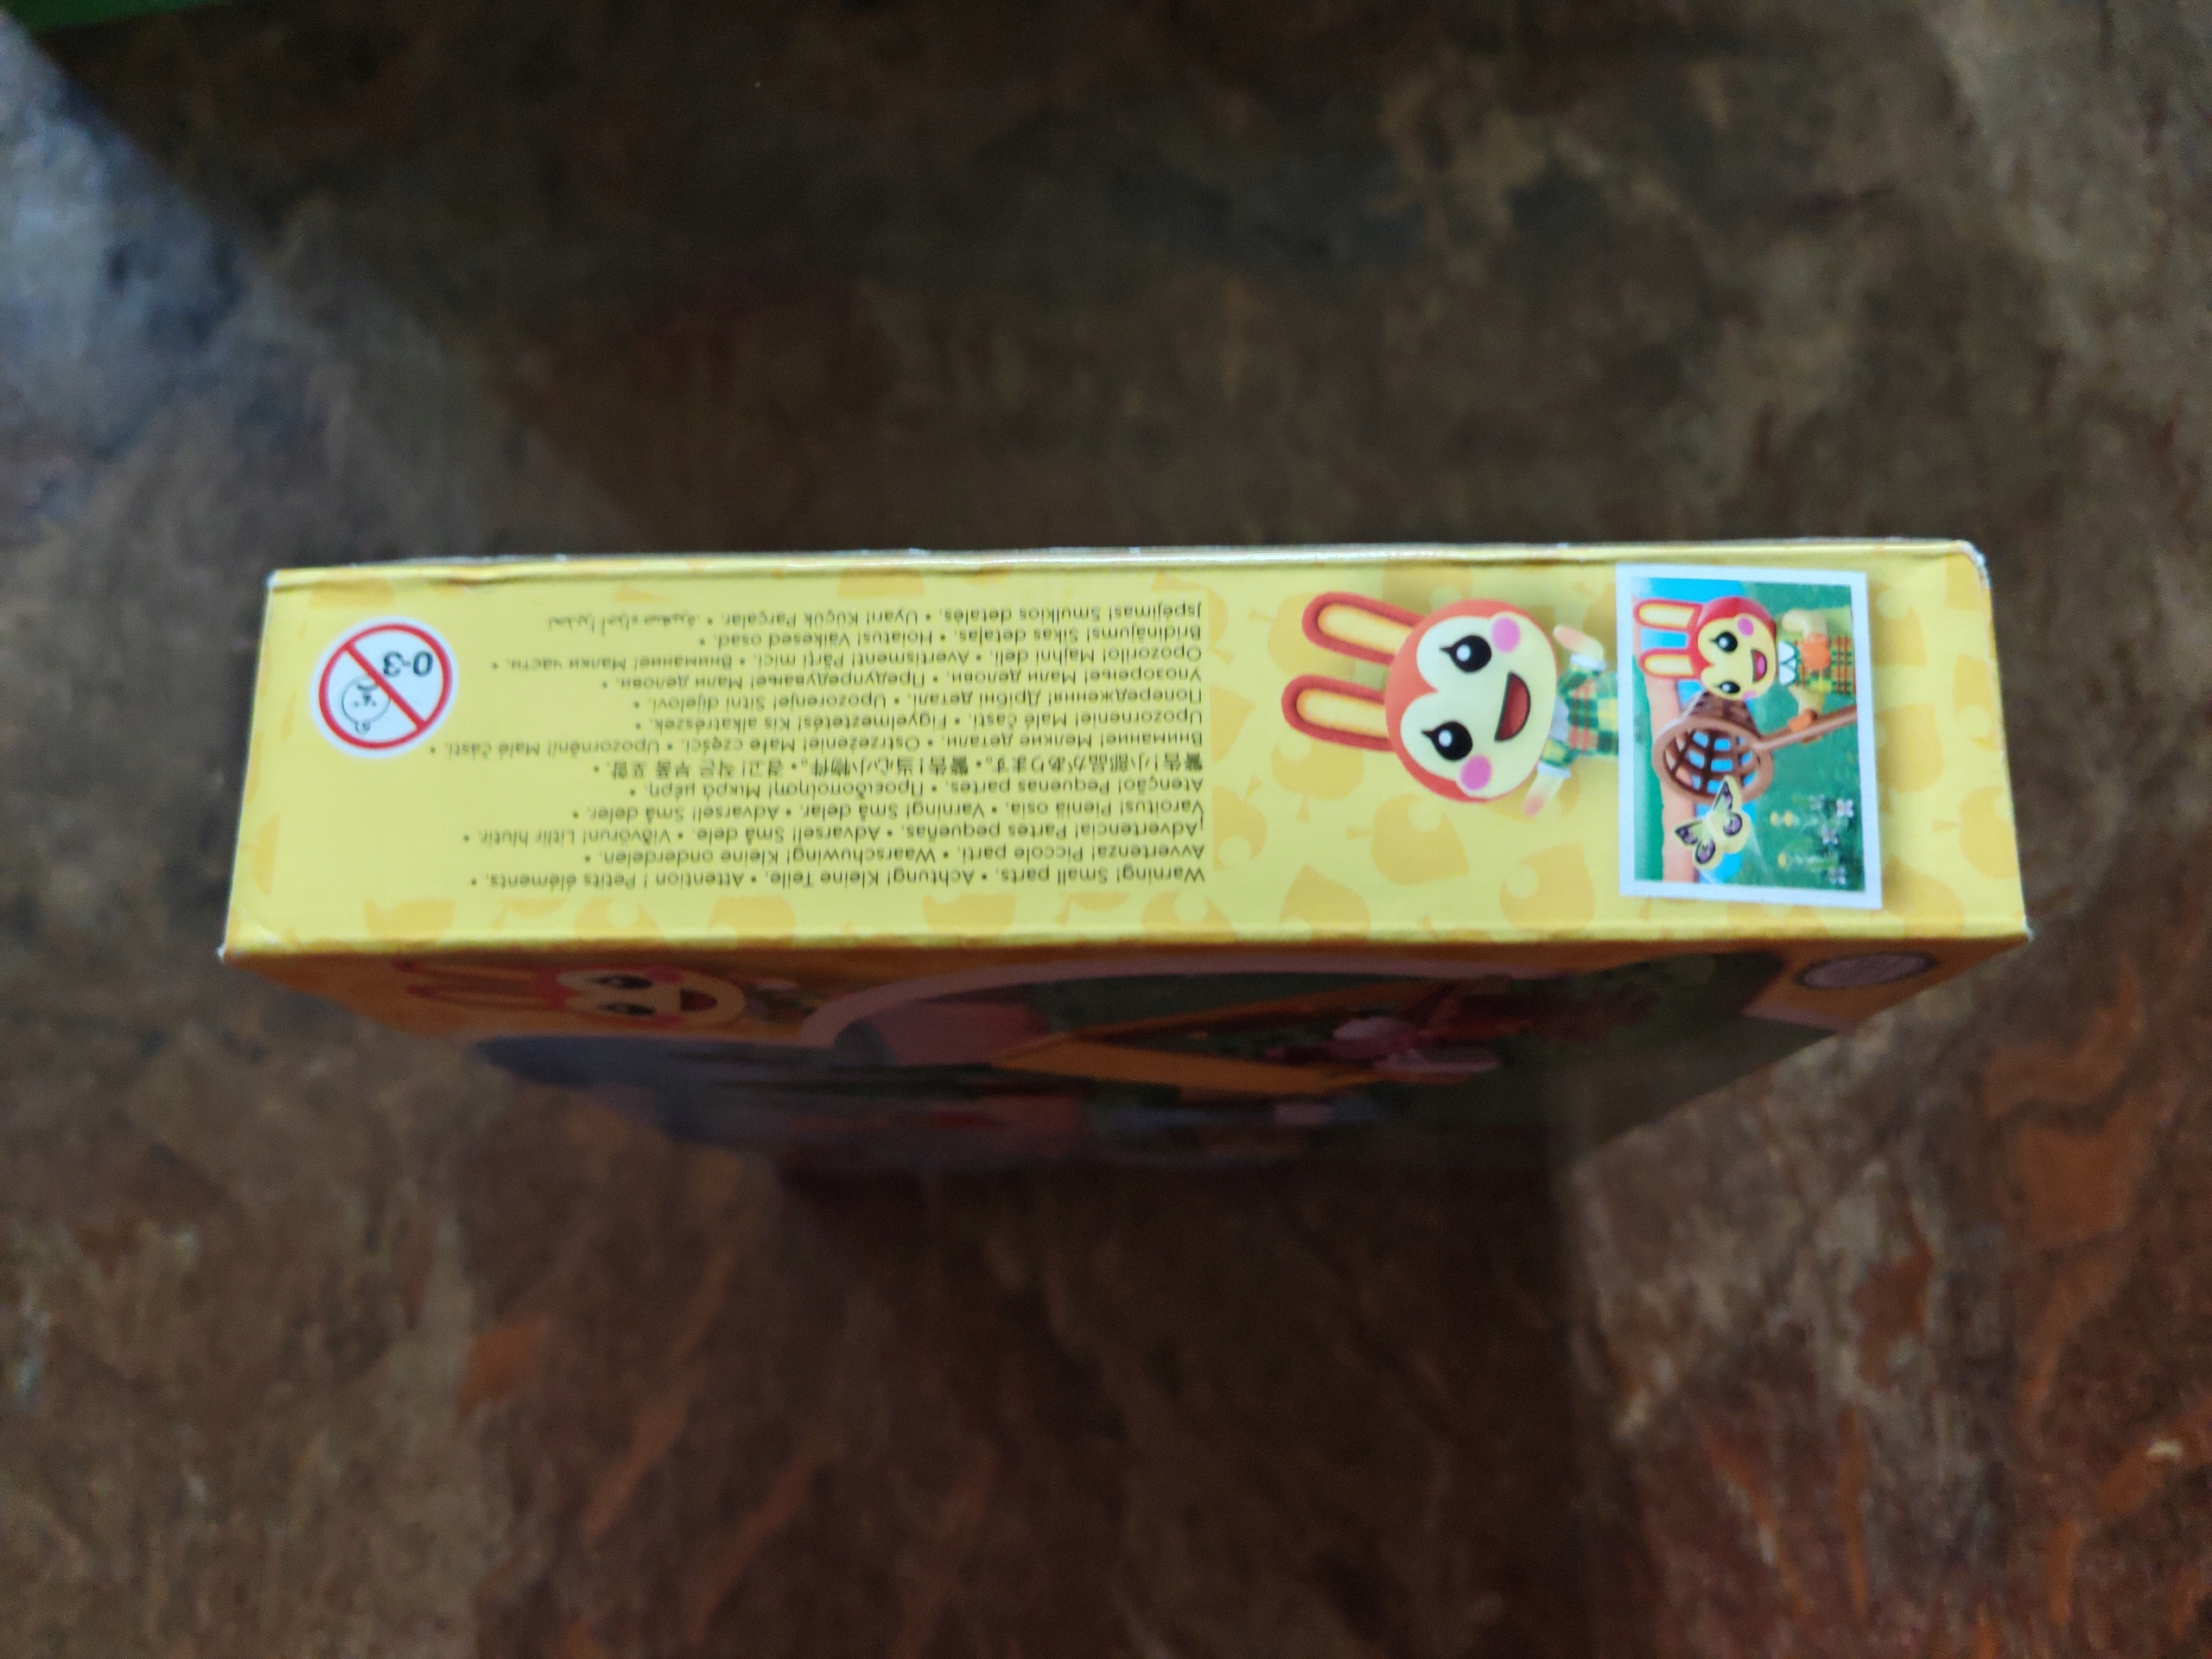 Warning! Small parts. • Achtung! Kleine Teile. • Attention ! Petits éléments. •
Avvertenza! Piccole parti. • Waarschuwing! Kleine onderdelen. •
¡Advertencia! Partes pequeñas. • Advarsel! Små dele. • Viðvörun! Litlir hlutir. •
Varoitus! Pieniä osia. • Varning! Små delar. • Advarsel! Små deler. •
Atenção! Pequenas partes. • Προειδοποίηση! Μικρά μέρη. •
警告!小部品があります。• 警告!当心小物件。• 경고! 작은 부품 포함. •
Внимание! Мелкие детали. • Ostrzeżenie! Małe części. • Upozornění! Malé části. •
Upozornenie! Malé časti. • Figyelmeztetés! Kis alkatrészek. •
Попередження! Дрібні деталі. • Upozorenje! Sitni dijelovi. •
Упозорење! Мали делови. • Предупредување! Мали делови. •
Opozorilo! Majhni deli. • Avertisment! Părți mici. • Внимание! Малки части. •
Brīdinājums! Sīkas detaļas. • Hoiatus! Väikesed osad. •
Įspėjimas! Smulkios detalės. • Uyarı! Küçük Parçalar. • تحذير! أجزاء صغيرة.
0-3